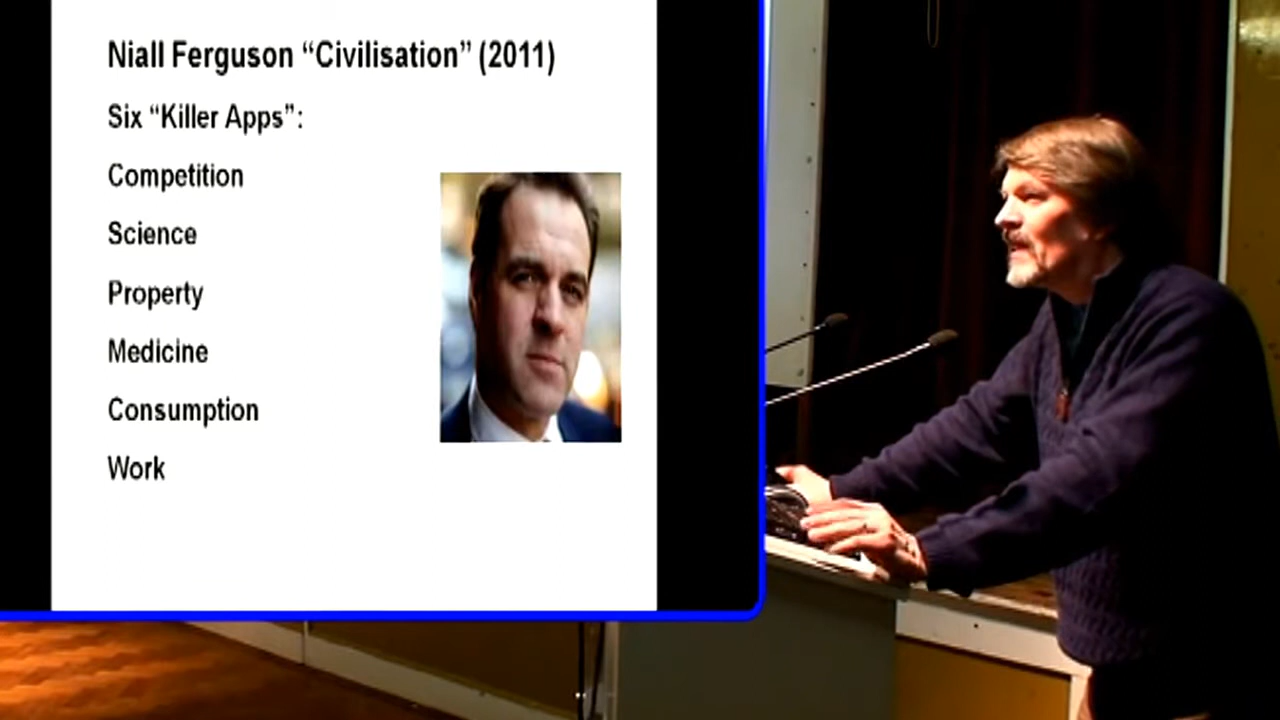 Niall Ferguson “Civilisation” (2011)
Six “Killer Apps”:
Competition
Science
Property
Medicine
Consumption
Work